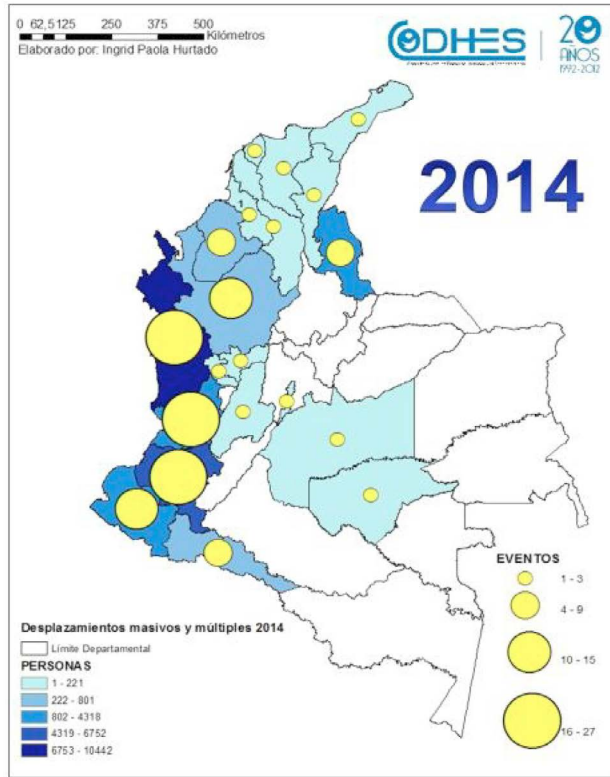 0 62,5 125 250 375 500
Kilómetros
Elaborado por: Ingrid Paola Hurtado
CODHES
20
AÑOS
1992-2012
2014
EVENTOS
1 - 3
4 - 9
10 - 15
16 - 27
Desplazamientos masivos y múltiples 2014
Límite Departamental
PERSONAS
1 - 221
222 - 801
802 - 4318
4319 - 6752
6753 - 10442